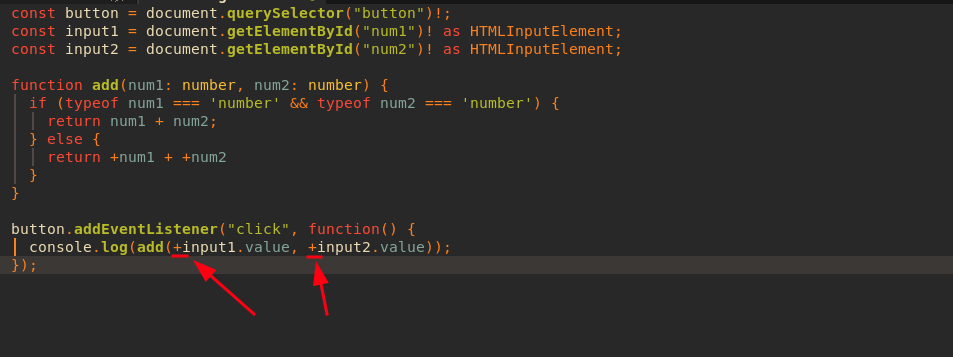 const button = document.querySelector("button")!;
const input1 = document.getElementById("num1")! as HTMLInputElement;
const input2 = document.getElementById("num2")! as HTMLInputElement;
function add(num1: number, num2: number) {
if (typeof num1 === 'number' && typeof num2 === 'number') {
return num1 + num2;
} else {
return +num1 + +num2
}
}
button.addEventListener("click", function() {
console.log(add(+input1.value, +input2.value));
});